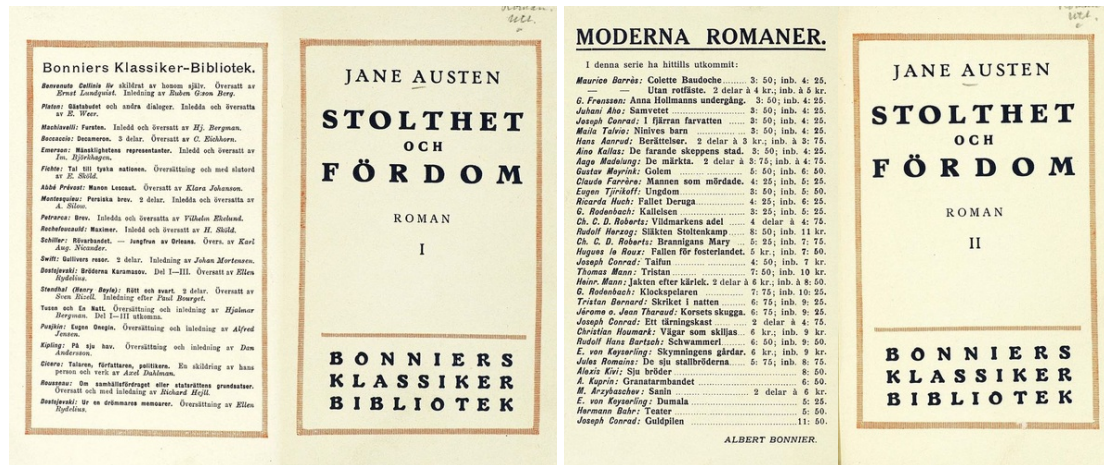 Bonniers Klassiker-Bibliotek.
Benvenuto Cellinis liv skildrat av honom själv. Översatt av
Ernst Lundquist. Inledning av Ruben G:son Berg.
Platon: Gästabudet och andra dialoger. Inledda och översatta
av E. Weer.
Machiavelli: Fursten. Inledd och översatt av Hj. Bergman.
Boccaccio: Decameron. 3 delar. Översatt av C. Eichhorn.
Emerson: Mänsklighetens representanter. Inledd och översatt av
Im. Björkhagen.
Fichte: Tal till tyska nationen. Översättning och med slutord
av E. Sköld.
Abbé Prévost: Manon Lescaut. Översatt av Klara Johanson.
Montesquieu: Persiska brev. 2 delar. Inledda och översatta av
A. Silow.
Petrarca: Brev. Inledda och översatta av Vilhelm Ekelund.
Rochefoucauld: Maximer. Inledd och översatt av H. Sköld.
Schiller: Rövarbandet. — Jungfrun av Orleans. Övers. av Karl
Aug. Nicander.
Swift: Gullivers resor. 2 delar. Inledning av Johan Mortensen.
Dostojevski: Bröderna Karamasov. Del I—III. Översatt av Ellen
Rydelius.
Stendhal (Henry Beyle): Rött och svart. 2 delar. Översatt av
Sven Rizell. Inledning efter Paul Bourget.
Tusen och En Natt. Översättning och inledning av Hjalmar
Bergman. Del I—III utkomna.
Pusjkin: Eugen Onegin. Översättning och inledning av Alfred
Jensen.
Kipling: På sju hav. Översättning och inledning av Dan
Andersson.
Cicero: Talaren, författaren, politikern. En skildring av hans
person och verk av Axel Dahlman.
Rousseau: Om samhällsfördraget eller statsrättens grundsatser.
Översatt och med inledning av Richard Hejll.
Dostojevski: Ur en drömmares memoarer. Översättning av Ellen
Rydelius.
Roman.
Utl.
JANE AUSTEN
STOLTHET
OCH
FÖRDOM
ROMAN
I
BONNIERS
KLASSIKER
BIBLIOTEK
MODERNA ROMANER.
I denna serie ha hittills utkommit:
Maurice Barrès: Colette Baudoche........ 3: 50; inb. 4: 25.
— — Utan rotfäste. 2 delar à 4 kr.; inb. à 5 kr.
G. Frenssen: Anna Hollmanns undergång. 3: 50; inb. 4: 25.
Juhani Aho: Samvetet ........ 3: 50; inb. 4: 25.
Joseph Conrad: I fjärran farvatten .... 3: 50; inb. 4: 25.
Maila Talvio: Ninives barn ........ 3: 50; inb. 4: 25.
Hans Aanrud: Berättelser. 2 delar à 3 kr.; inb. à 3: 75.
Aino Kallas: De farande skeppens stad. 3: 50; inb. 4: 25.
Aage Madelung: De märkta. 2 delar à 3: 75; inb. à 4: 75.
Gustav Meyrink: Golem ........ 5: 50; inb. 6: 50.
Claude Farrère: Mannen som mördade. 4: 25; inb. 5: 25.
Eugen Tjirikoff: Ungdom ........ 3: 50; inb. 5: 50.
Ricarda Huch: Fallet Deruga ........ 4: 25; inb. 6: 25.
G. Rodenbach: Kallelsen ........ 3: 25; inb. 5: 25.
Ch. C. D. Roberts: Vildmarkens adel .... 4 delar à 4: 75.
Rudolf Herzog: Släkten Stoltenkamp .... 8: 50; inb. 11 kr.
Ch. C. D. Roberts: Brannigans Mary .... 5: 25; inb. 7: 75.
Hugues le Roux: Fallen för fosterlandet. 5 kr.; inb. 7: 50.
Joseph Conrad: Taifun ........ 4: 50; inb. 7 kr.
Thomas Mann: Tristan ........ 7: 50; inb. 10 kr.
Heinr. Mann: Jakten efter kärlek. 2 delar à 6 kr.; inb. à 8: 50.
G. Rodenbach: Klockspelaren ........ 7: 75; inb. 10: 25.
Tristan Bernard: Skriket i natten ...... 6: 75; inb. 9: 25.
Jérome o. Jean Tharaud: Korsets skugga. 6: 75; inb. 9: 25.
Joseph Conrad: Ett tärningskast ........ 2 delar à 4: 75.
Christian Houmark: Vägar som skiljas... 6 kr.; inb. 9 kr.
Rudolf Hans Bartsch: Schwammerl ...... 6: 50; inb. 9: 50.
E. von Keyserling: Skymningens gårdar. 6 kr.; inb. 9 kr.
Jules Romains: De sju stallbröderna..... 5: 75; inb. 8: 75.
Alexis Kivi: Sju bröder ........ 8: 50.
A. Kuprin: Granatarmbandet ........ 6: 50.
M. Arzybaschev: Sanin ........ 2 delar à 6 kr.
E. von Keyserling: Dumala ........ 5: 25.
Hermann Bahr: Teater ........ 5: 50.
Joseph Conrad: Guldpilen ........ 11: 50.
ALBERT BONNIER.
Utl.
JANE AUSTEN
STOLTHET
OCH
FÖRDOM
ROMAN
II
BONNIERS
KLASSIKER
BIBLIOTEK